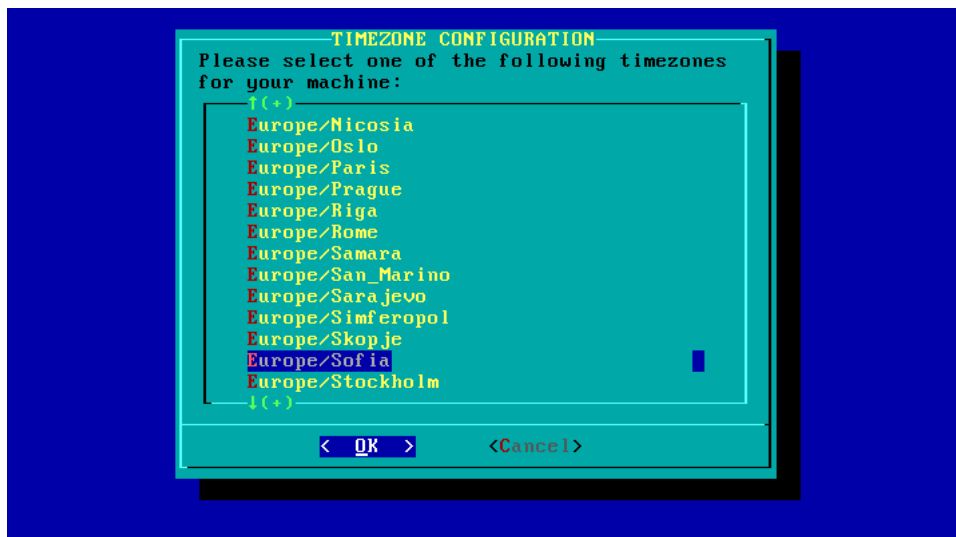 TIMEZONE CONFIGURATION
Please select one of the following timezones
for your machine:
↑(+)
Europe/Nicosia
Europe/Oslo
Europe/Paris
Europe/Prague
Europe/Riga
Europe/Rome
Europe/Samara
Europe/San_Marino
Europe/Sarajevo
Europe/Simferopol
Europe/Skopje
Europe/Sofia
Europe/Stockholm
↓(+)
< OK > <Cancel>